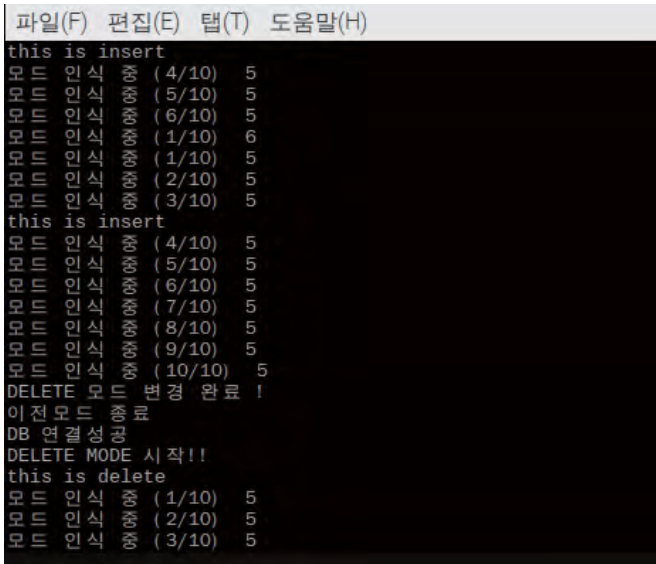 파일(F) 편집(E) 탭(T) 도움말(H)
this is insert
모드 인식 중 (4/10) 5
모드 인식 중 (5/10) 5
모드 인식 중 (6/10) 5
모드 인식 중 (1/10) 6
모드 인식 중 (1/10) 5
모드 인식 중 (2/10) 5
모드 인식 중 (3/10) 5
this is insert
모드 인식 중 (4/10) 5
모드 인식 중 (5/10) 5
모드 인식 중 (6/10) 5
모드 인식 중 (7/10) 5
모드 인식 중 (8/10) 5
모드 인식 중 (9/10) 5
모드 인식 중 (10/10) 5
DELETE 모드 변경 완료 !
이전모드 종료
DB 연결성공
DELETE MODE 시작!!
this is delete
모드 인식 중 (1/10) 5
모드 인식 중 (2/10) 5
모드 인식 중 (3/10) 5